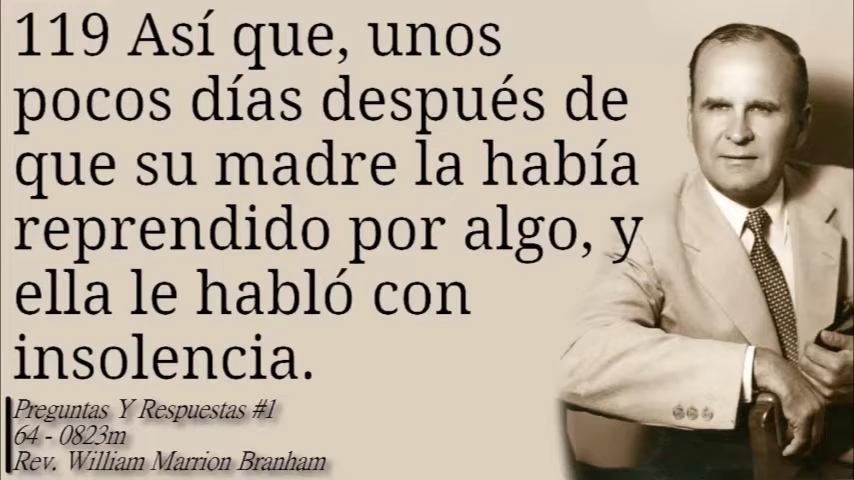 119 Así que, unos
pocos días después de
que su madre la había
reprendido por algo, y
ella le habló con
insolencia.
Preguntas Y Respuestas #1
64 - 0823m
Rev. William Marrion Branham